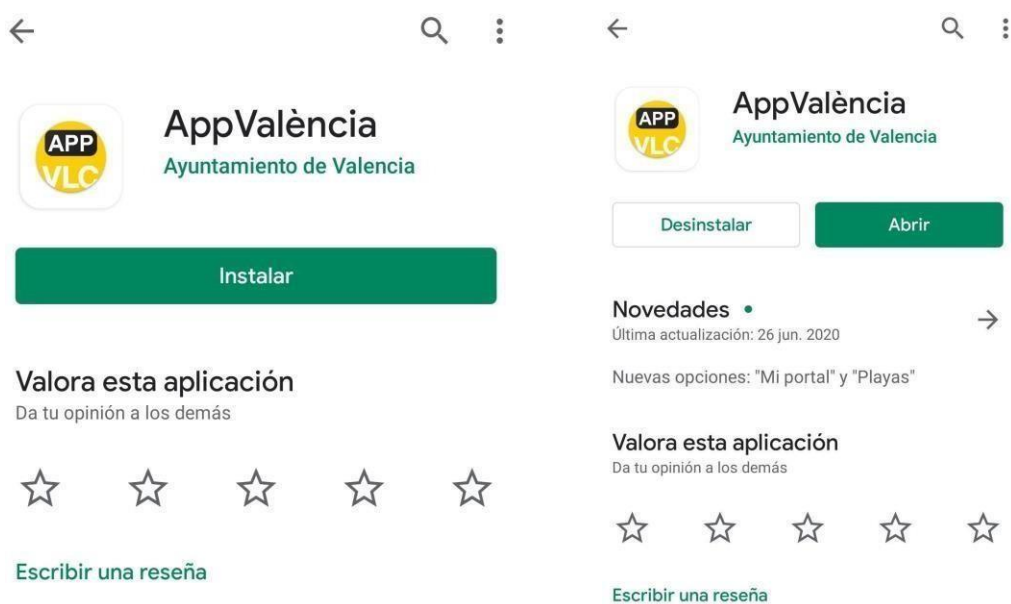 APP
VLC
AppValència
Ayuntamiento de Valencia
Instalar
Valora esta aplicación
Da tu opinión a los demás
Escribir una reseña
APP
VLC
AppValència
Ayuntamiento de Valencia
Desinstalar
Abrir
Novedades •
Última actualización: 26 jun. 2020
Nuevas opciones: "Mi portal" y "Playas"
Valora esta aplicación
Da tu opinión a los demás
Escribir una reseña